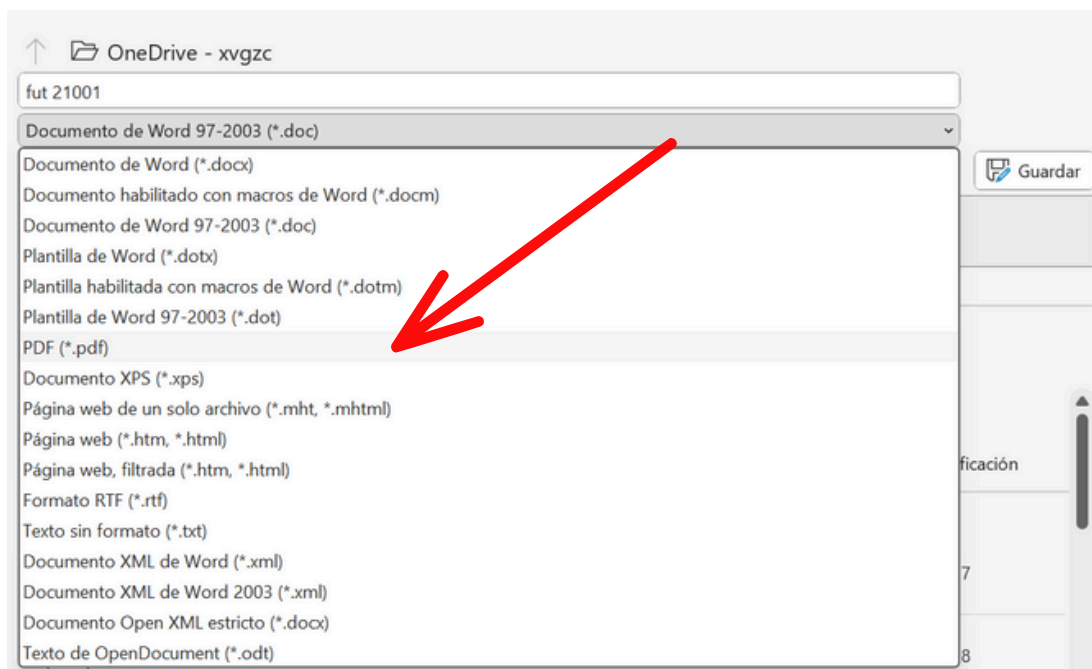 OneDrive - xvgzc
fut 21001
Documento de Word 97-2003 (*.doc)
Documento de Word (*.docx)
Documento habilitado con macros de Word (*.docm)
Guardar
Documento de Word 97-2003 (*.doc)
Plantilla de Word (*.dotx)
Plantilla habilitada con macros de Word (*.dotm)
Plantilla de Word 97-2003 (*.dot)
PDF (*.pdf)
Documento XPS (*.xps)
Página web de un solo archivo (*.mht, *.mhtml)
Página web (*.htm, *.html)
Página web, filtrada (*.htm, *.html)
ficación
Formato RTF (*.rtf)
Texto sin formato (*.txt)
Documento XML de Word (*.xml)
7
Documento XML de Word 2003 (*.xml)
Documento Open XML estricto (*.docx)
Texto de OpenDocument (*.odt)
8